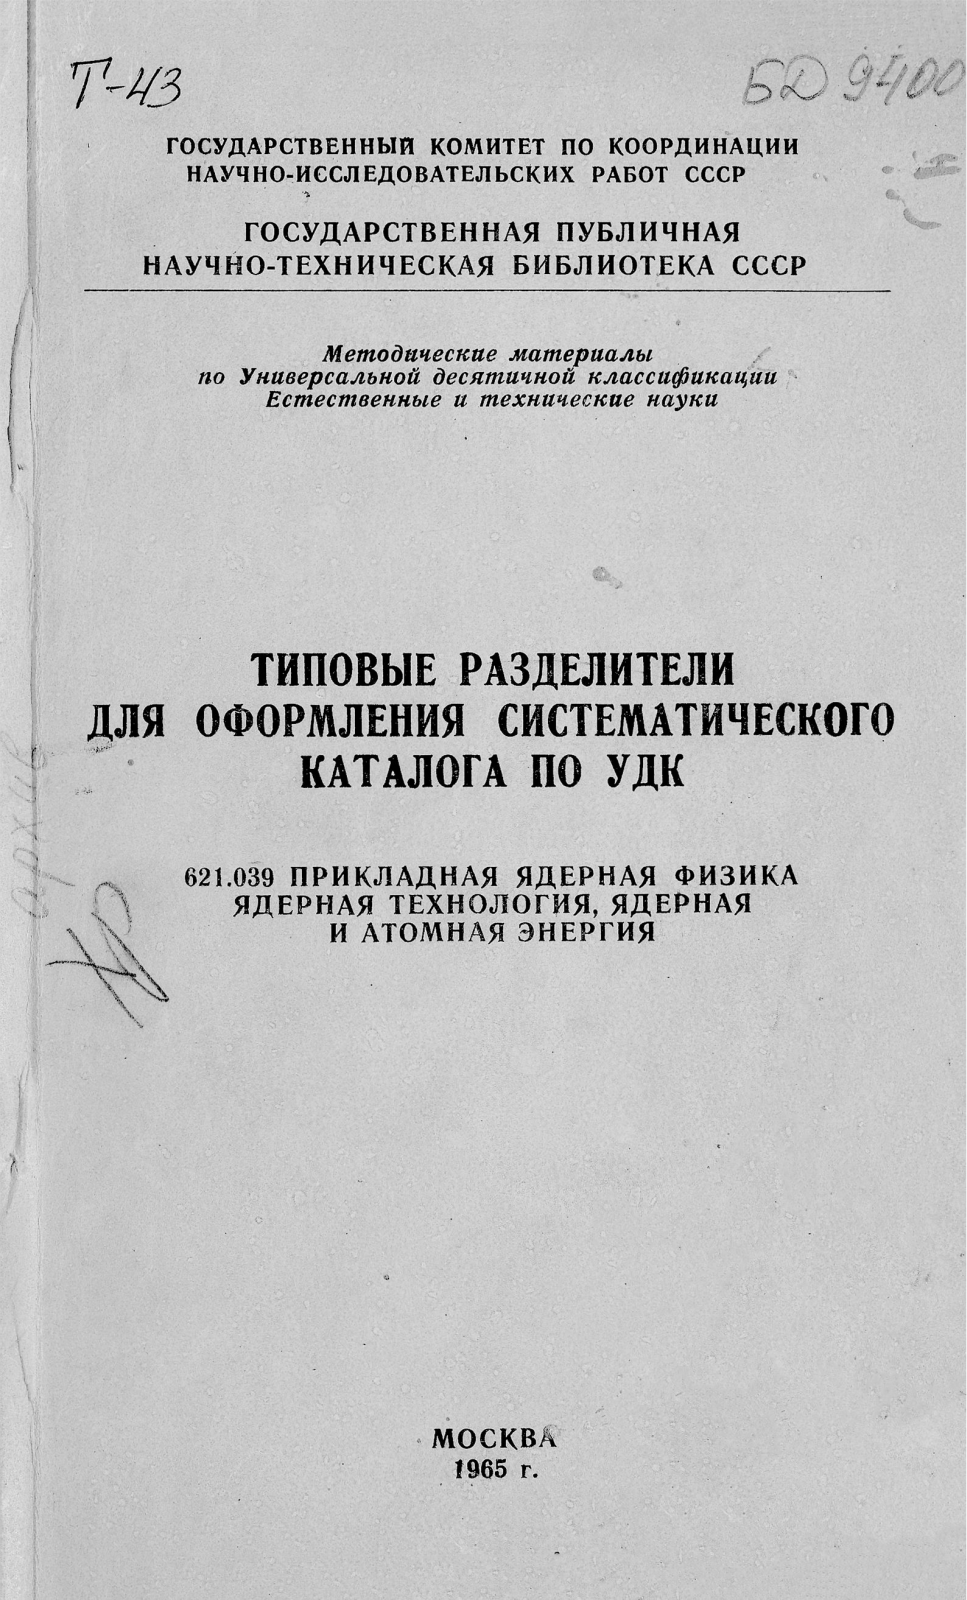 Т-43
БД 9400
ГОСУДАРСТВЕННЫЙ КОМИТЕТ ПО КООРДИНАЦИИ
НАУЧНО-ИССЛЕДОВАТЕЛЬСКИХ РАБОТ СССР
ГОСУДАРСТВЕННАЯ ПУБЛИЧНАЯ
НАУЧНО-ТЕХНИЧЕСКАЯ БИБЛИОТЕКА СССР
Методические материалы
по Универсальной десятичной классификации
Естественные и технические науки
ТИПОВЫЕ РАЗДЕЛИТЕЛИ
ДЛЯ ОФОРМЛЕНИЯ СИСТЕМАТИЧЕСКОГО
КАТАЛОГА ПО УДК
архив
621.039 ПРИКЛАДНАЯ ЯДЕРНАЯ ФИЗИКА
ЯДЕРНАЯ ТЕХНОЛОГИЯ, ЯДЕРНАЯ
И АТОМНАЯ ЭНЕРГИЯ
МОСКВА
1965 г.